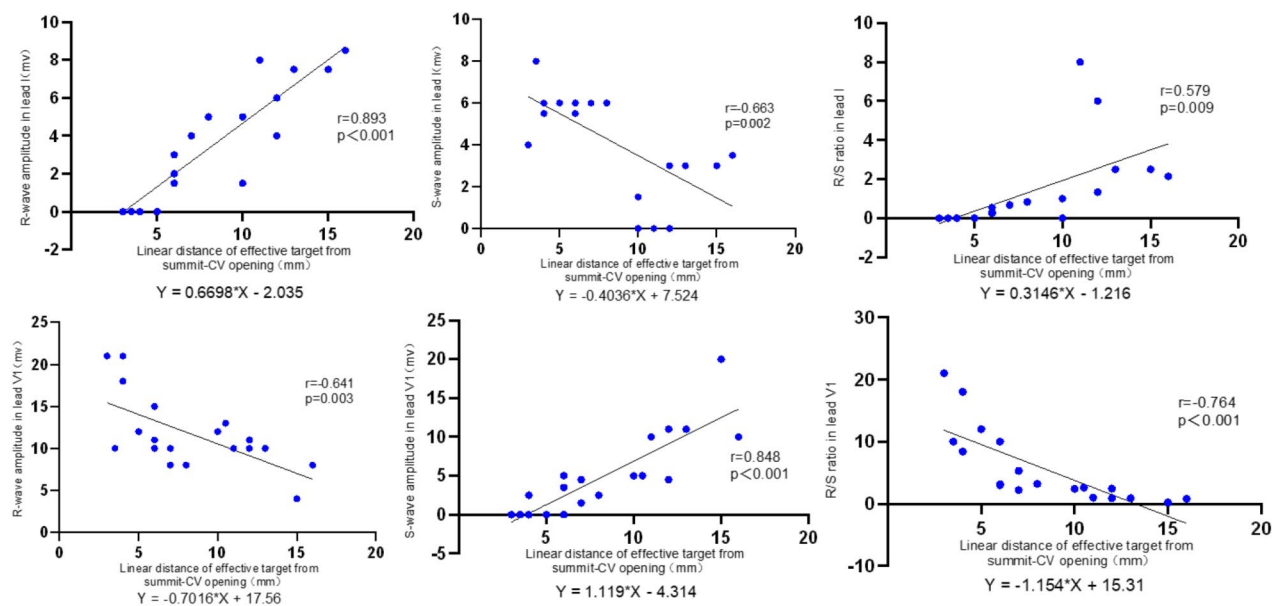 R-wave amplitude in lead I(mv)
10
8
6
4
2
0
-2
5
10
15
20
r=0.893
p<0.001
Linear distance of effective target from
summit-CV opening (mm)
Y = 0.6698*X - 2.035
S-wave amplitude in lead I(mv)
10
8
6
4
2
0
0
5
10
15
20
r=-0.663
p=0.002
Linear distance of effective target from
summit-CV opening (mm)
Y = -0.4036*X + 7.524
R/S ratio in lead I
10
8
6
4
2
0
-2
5
10
15
20
r=0.579
p=0.009
Linear distance of effective target from
summit-CV opening (mm)
Y = 0.3146*X - 1.216
R-wave amplitude in lead V1(mv)
25
20
15
10
5
0
0
5
10
15
20
r=-0.641
p=0.003
Linear distance of effective target from
summit-CV opening (mm)
Y = -0.7016*X + 17.56
S-wave amplitude in lead V1(mv)
25
20
15
10
5
0
-5
5
10
15
20
r=0.848
p<0.001
Linear distance of effective target from
summit-CV opening (mm)
Y = 1.119*X - 4.314
R/S ratio in lead V1
30
20
10
0
-10
5
10
15
20
r=-0.764
p<0.001
Linear distance of effective target from
summit-CV opening (mm)
Y = -1.154*X + 15.31